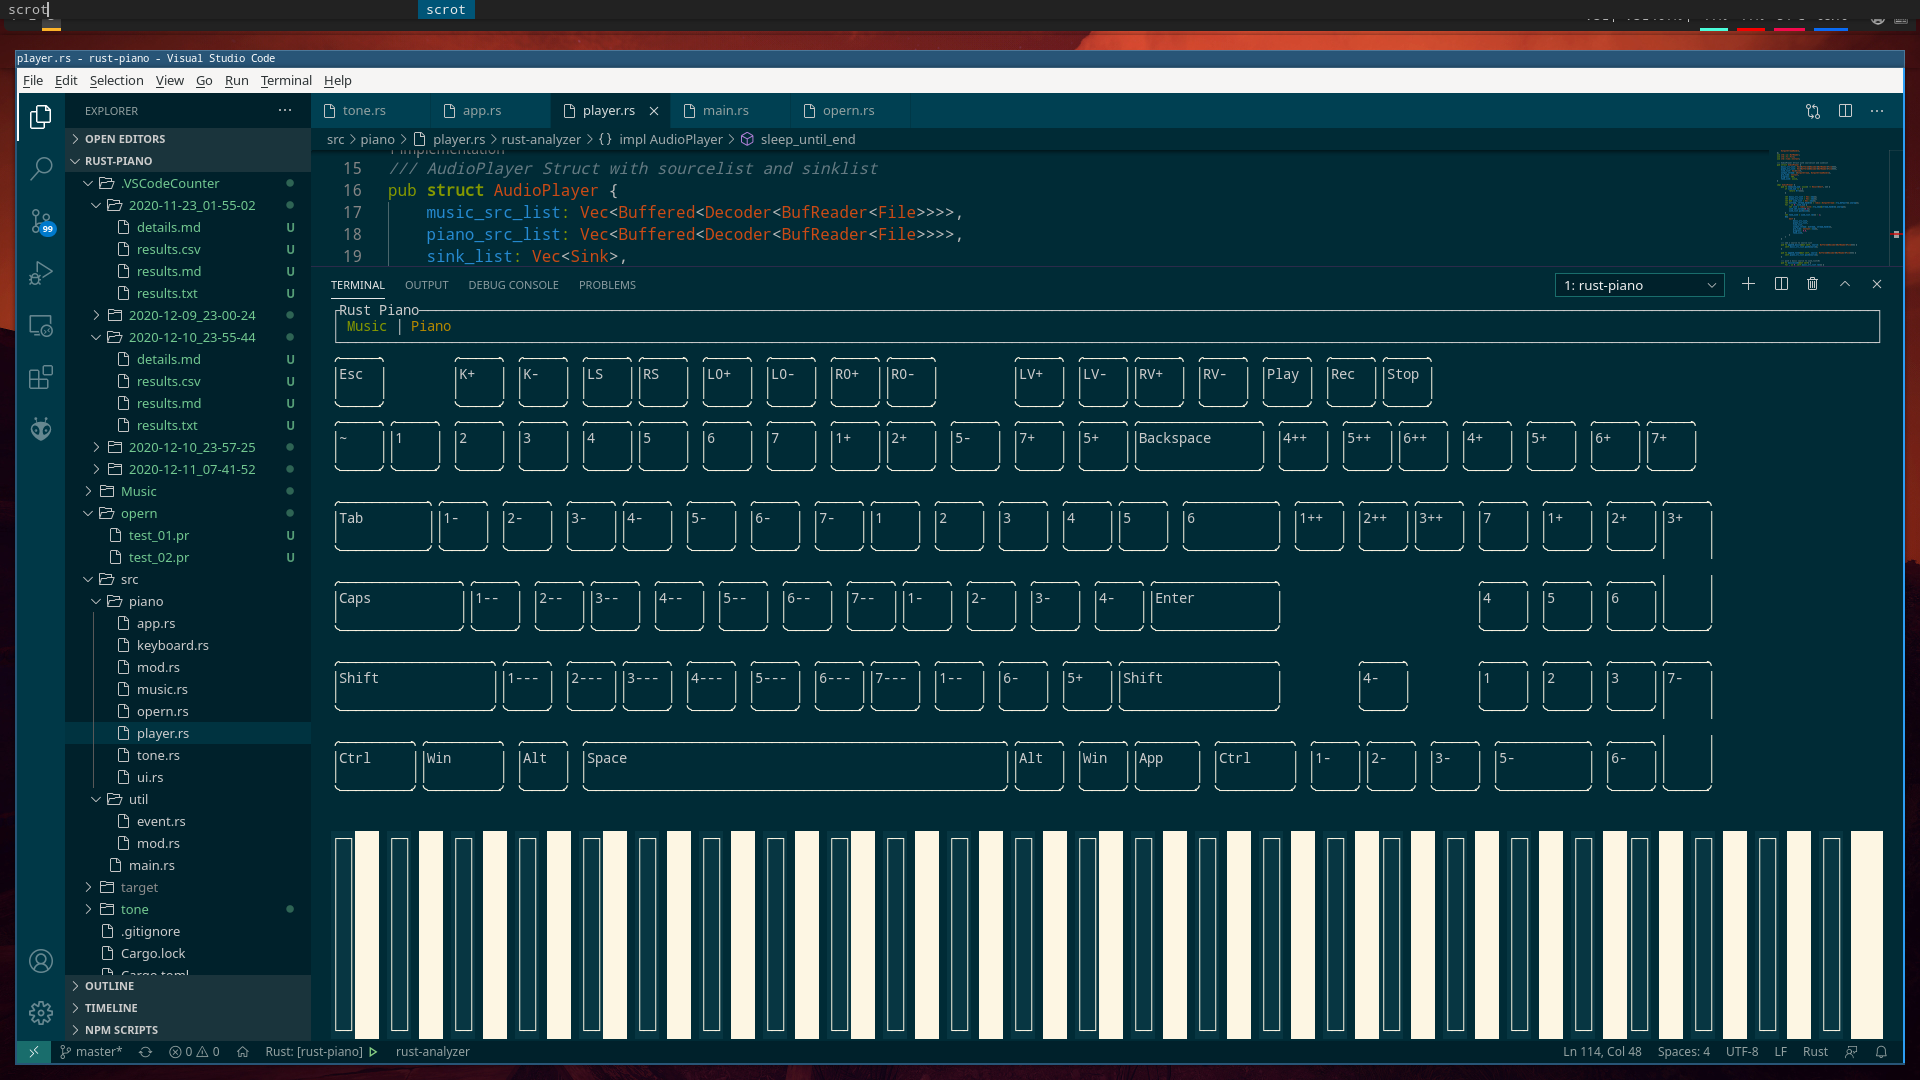 scrot
scrot
player.rs - rust-piano - Visual Studio Code
File Edit Selection View Go Run Terminal Help
EXPLORER
OPEN EDITORS
RUST-PIANO
.VSCodeCounter
2020-11-23_01-55-02
details.md U
results.csv U
results.md U
results.txt U
2020-12-09_23-00-24
2020-12-10_23-55-44
details.md U
results.csv U
results.md U
results.txt U
2020-12-10_23-57-25
2020-12-11_07-41-52
Music
opern
test_01.pr U
test_02.pr U
src
piano
app.rs
keyboard.rs
mod.rs
music.rs
opern.rs
player.rs
tone.rs
ui.rs
util
event.rs
mod.rs
main.rs
target
tone
.gitignore
Cargo.lock
Cargo.toml
OUTLINE
TIMELINE
NPM SCRIPTS
99
tone.rs app.rs player.rs main.rs opern.rs
src > piano > player.rs > rust-analyzer > {} impl AudioPlayer > sleep_until_end
15 /// AudioPlayer Struct with sourcelist and sinklist
16 pub struct AudioPlayer {
17 music_src_list: Vec<Buffered<Decoder<BufReader<File>>>>,
18 piano_src_list: Vec<Buffered<Decoder<BufReader<File>>>>,
19 sink_list: Vec<Sink>,
TERMINAL OUTPUT DEBUG CONSOLE PROBLEMS 1: rust-piano
Rust Piano
Music | Piano
Esc K+ K- LS RS LO+ LO- RO+ RO- LV+ LV- RV+ RV- Play Rec Stop
~ 1 2 3 4 5 6 7 1+ 2+ 5- 7+ 5+ Backspace 4++ 5++ 6++ 4+ 5+ 6+ 7+
Tab 1- 2- 3- 4- 5- 6- 7- 1 2 3 4 5 6 1++ 2++ 3++ 7 1+ 2+ 3+
Caps 1-- 2-- 3-- 4-- 5-- 6-- 7-- 1- 2- 3- 4- Enter 4 5 6
Shift 1--- 2--- 3--- 4--- 5--- 6--- 7--- 1-- 6- 5+ Shift 4- 1 2 3 7-
Ctrl Win Alt Space Alt Win App Ctrl 1- 2- 3- 5- 6-
master* 0 0 Rust: [rust-piano] rust-analyzer Ln 114, Col 48 Spaces: 4 UTF-8 LF Rust